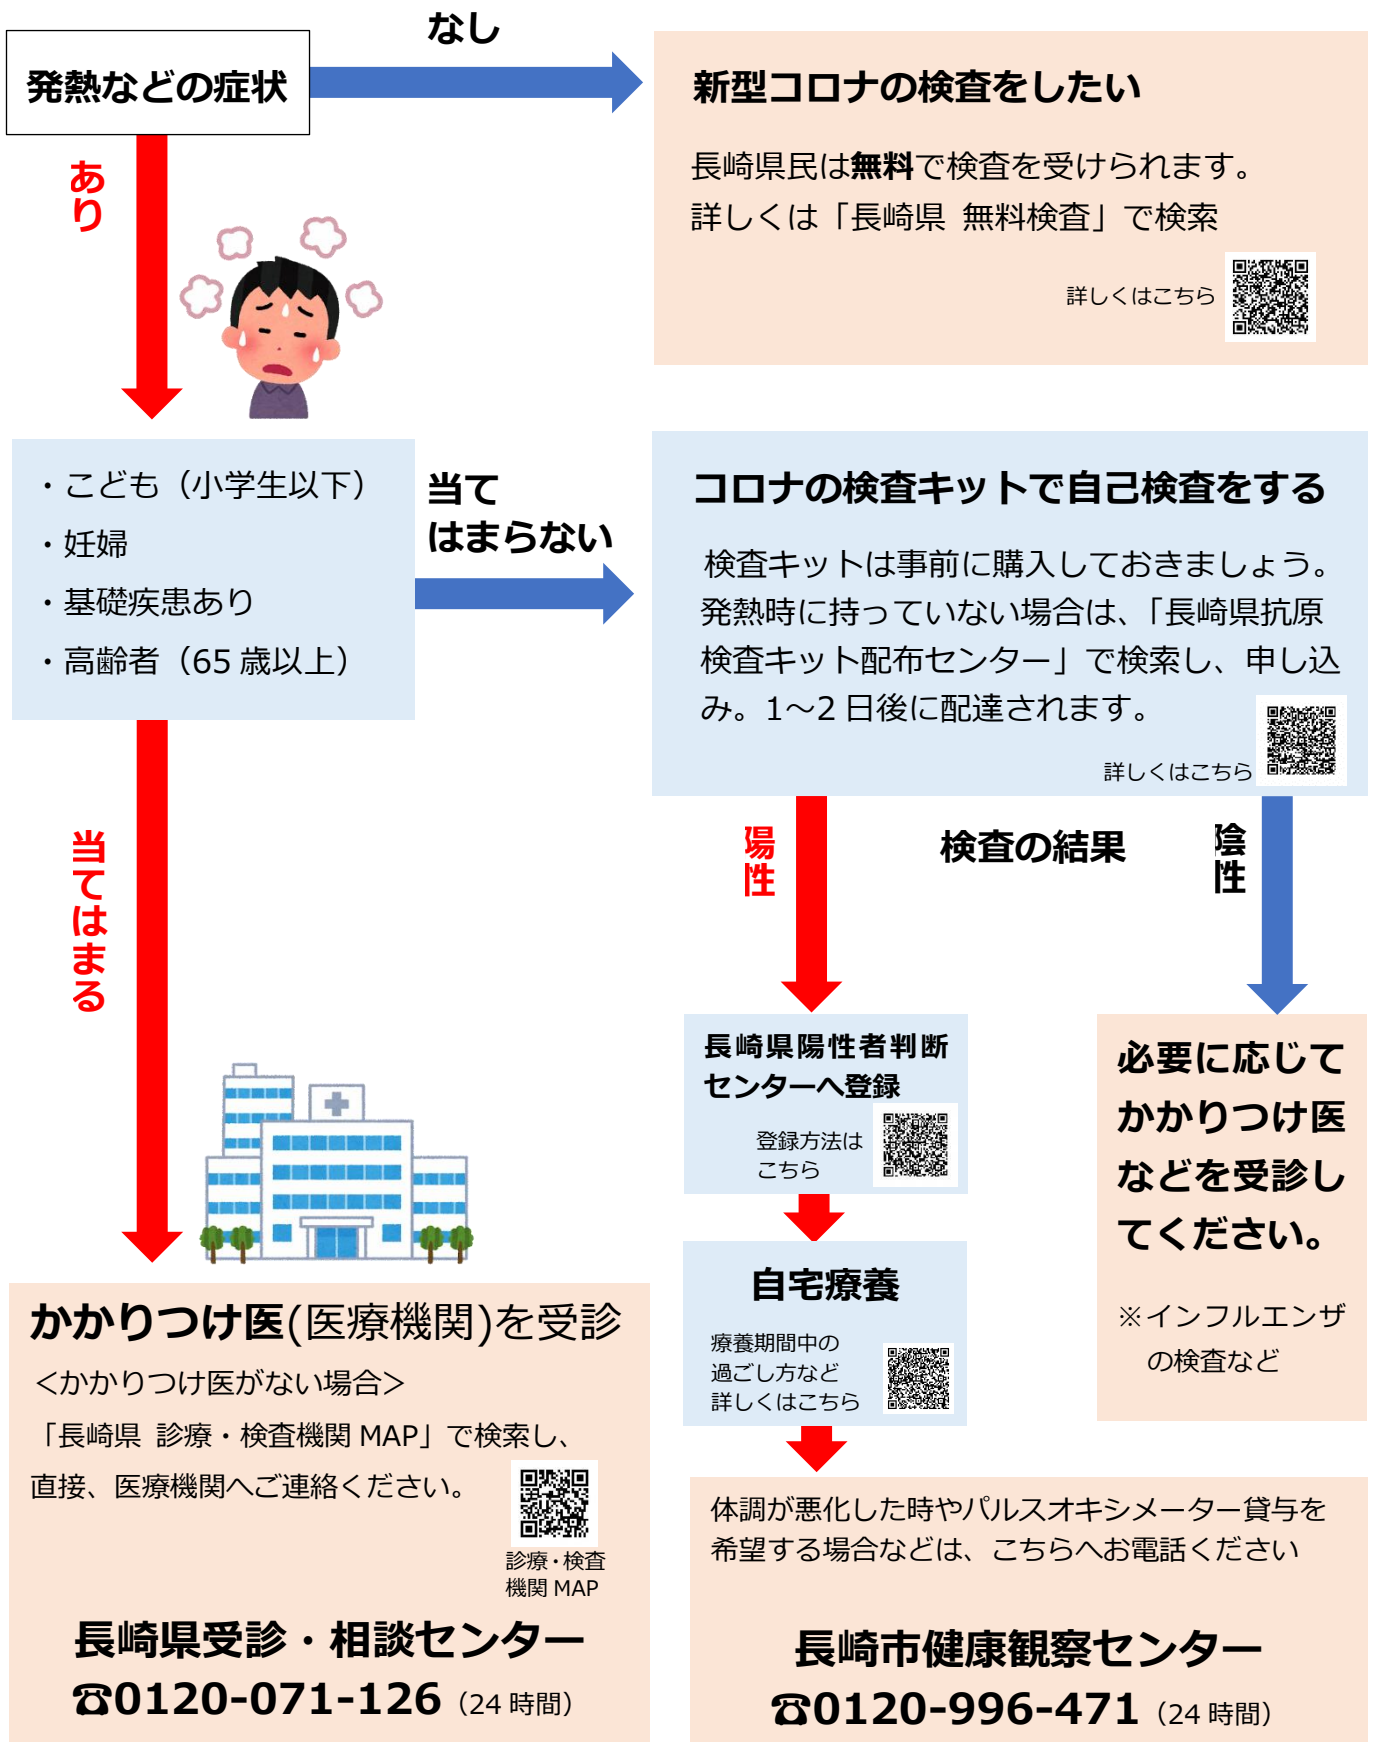 発熱などの症状
なし
あり
新型コロナの検査をしたい
長崎県民は無料で検査を受けられます。
詳しくは「長崎県 無料検査」で検索
詳しくはこちら
・こども（小学生以下）
・妊婦
・基礎疾患あり
・高齢者（65歳以上）
当て
はまらない
コロナの検査キットで自己検査をする
検査キットは事前に購入しておきましょう。
発熱時に持っていない場合は、「長崎県抗原
検査キット配布センター」で検索し、申し込
み。1～2日後に配達されます。
詳しくはこちら
当てはまる
陽性
検査の結果
陰性
長崎県陽性者判断
センターへ登録
登録方法は
こちら
自宅療養
療養期間中の
過ごし方など
詳しくはこちら
必要に応じて
かかりつけ医
などを受診し
てください。
※インフルエンザ
の検査など
かかりつけ医(医療機関)を受診
＜かかりつけ医がない場合＞
「長崎県 診療・検査機関MAP」で検索し、
直接、医療機関へご連絡ください。
診療・検査
機関MAP
長崎県受診・相談センター
☎0120-071-126（24時間）
体調が悪化した時やパルスオキシメーター貸与を
希望する場合などは、こちらへお電話ください
長崎市健康観察センター
☎0120-996-471（24時間）